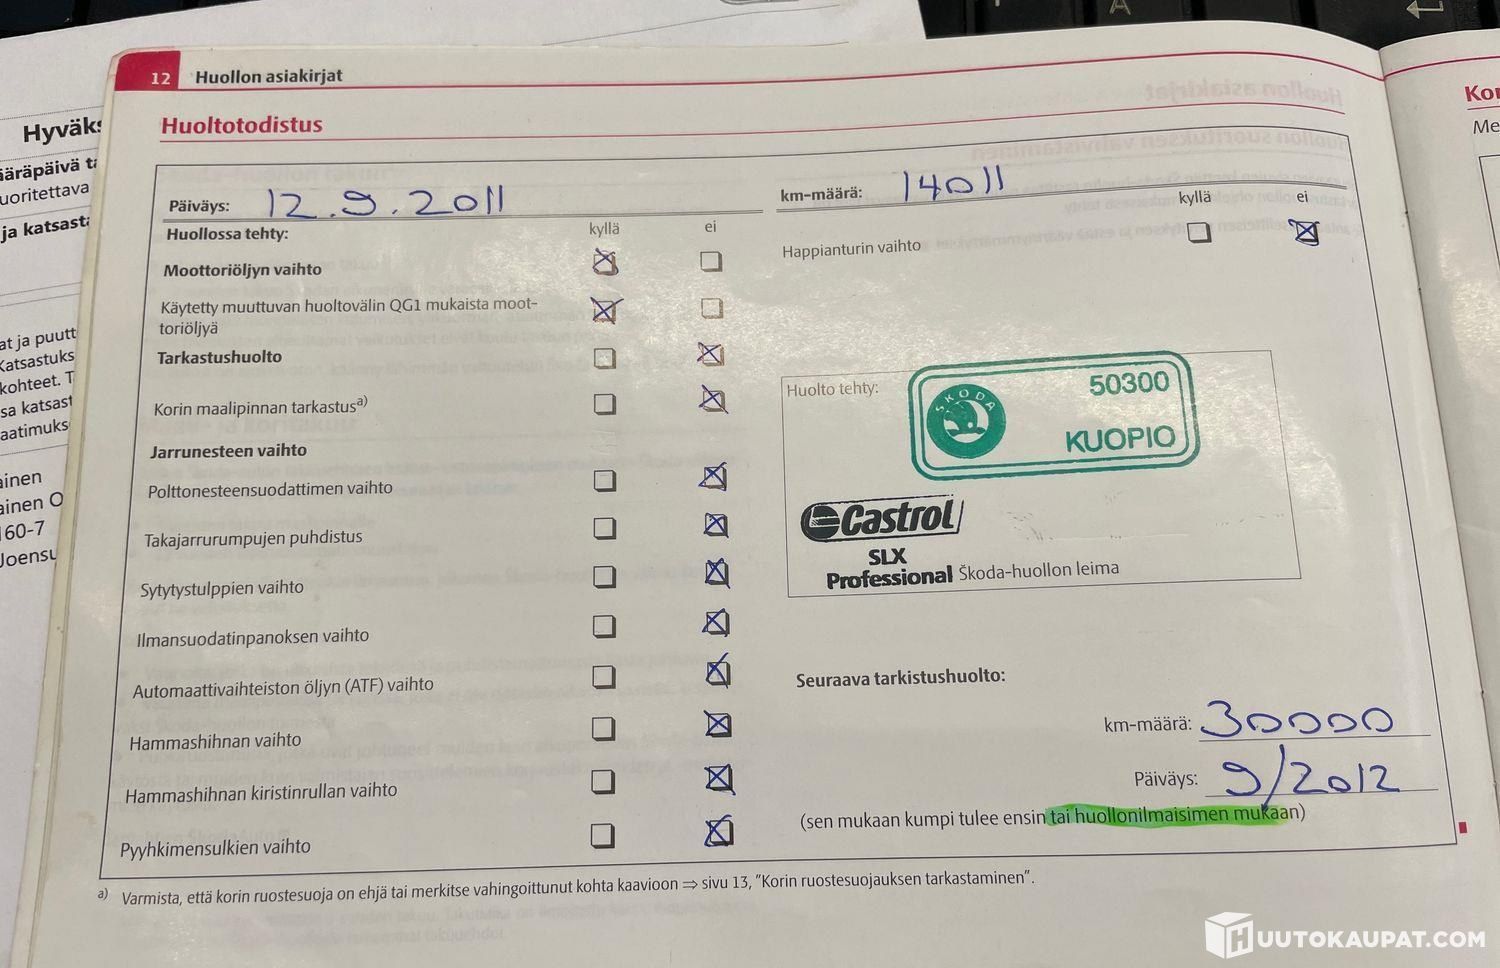 A
12 Huollon asiakirjat
Huoltotodistus
Päiväys: 12.9.2011
km-määrä: 14011
Huollossa tehty: kyllä ei
kyllä ei
Moottoriöljyn vaihto
Happianturin vaihto
Käytetty muuttuvan huoltovälin QG1 mukaista moot-
toriöljyä
Tarkastushuolto
Korin maalipinnan tarkastus a)
Jarrunesteen vaihto
Polttonesteensuodattimen vaihto
Takajarrurumpujen puhdistus
Sytytystulppien vaihto
Ilmansuodatinpanoksen vaihto
Automaattivaihteiston öljyn (ATF) vaihto
Hammashihnan vaihto
Hammashihnan kiristinrullan vaihto
Pyyhkimensulkien vaihto
Huolto tehty:
SKODA
50300
KUOPIO
Castrol
SLX
Professional Škoda-huollon leima
Seuraava tarkistushuolto:
km-määrä: 30000
Päiväys: 9/2012
(sen mukaan kumpi tulee ensin tai huollonilmaisimen mukaan)
a) Varmista, että korin ruostesuoja on ehjä tai merkitse vahingoittunut kohta kaavioon ⇒ sivu 13, "Korin ruostesuojauksen tarkastaminen".
HUUTOKAUPAT.COM